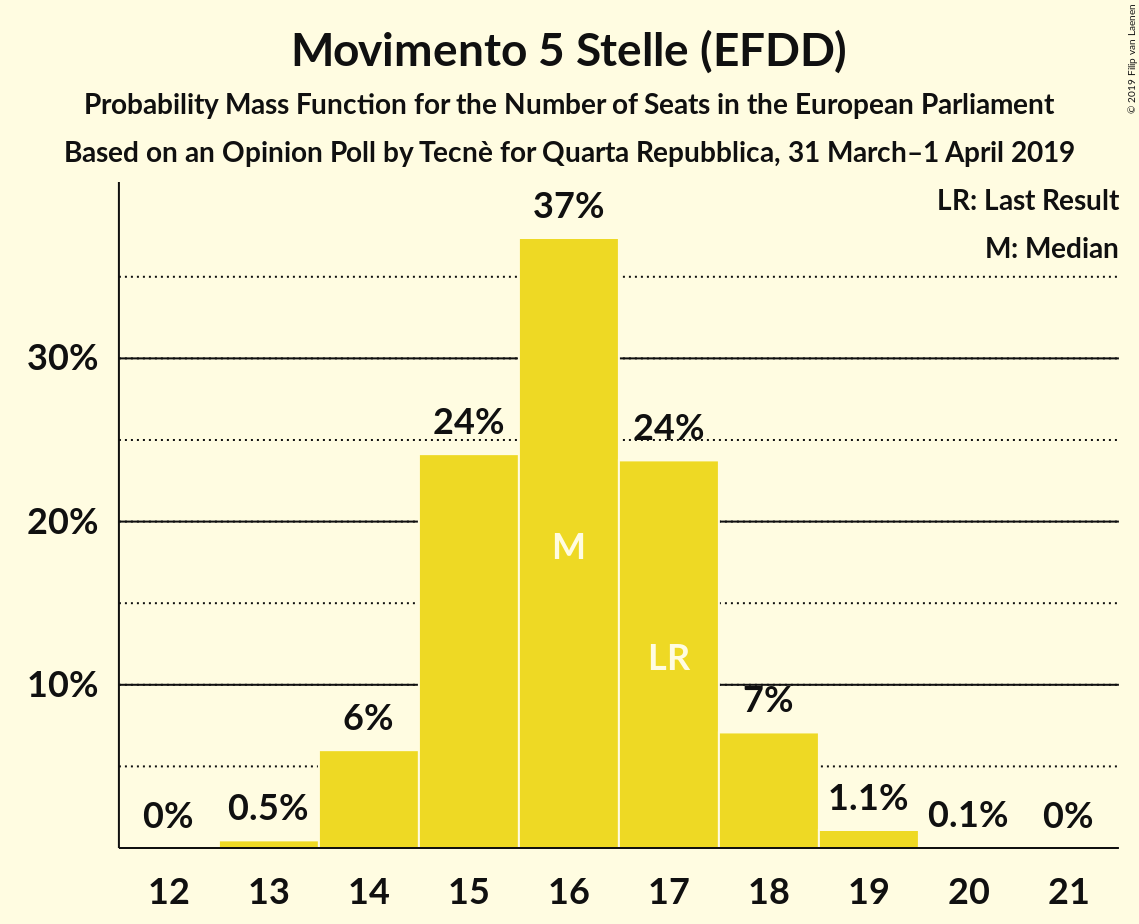 Movimento 5 Stelle (EFDD)
Probability Mass Function for the Number of Seats in the European Parliament
Based on an Opinion Poll by Tecnè for Quarta Repubblica, 31 March–1 April 2019
© 2019 Filip van Laenen
LR: Last Result
M: Median
37%
30%
24%
24%
20%
M
LR
10%
7%
6%
0%
0.5%
1.1%
0.1%
0%
12 13 14 15 16 17 18 19 20 21